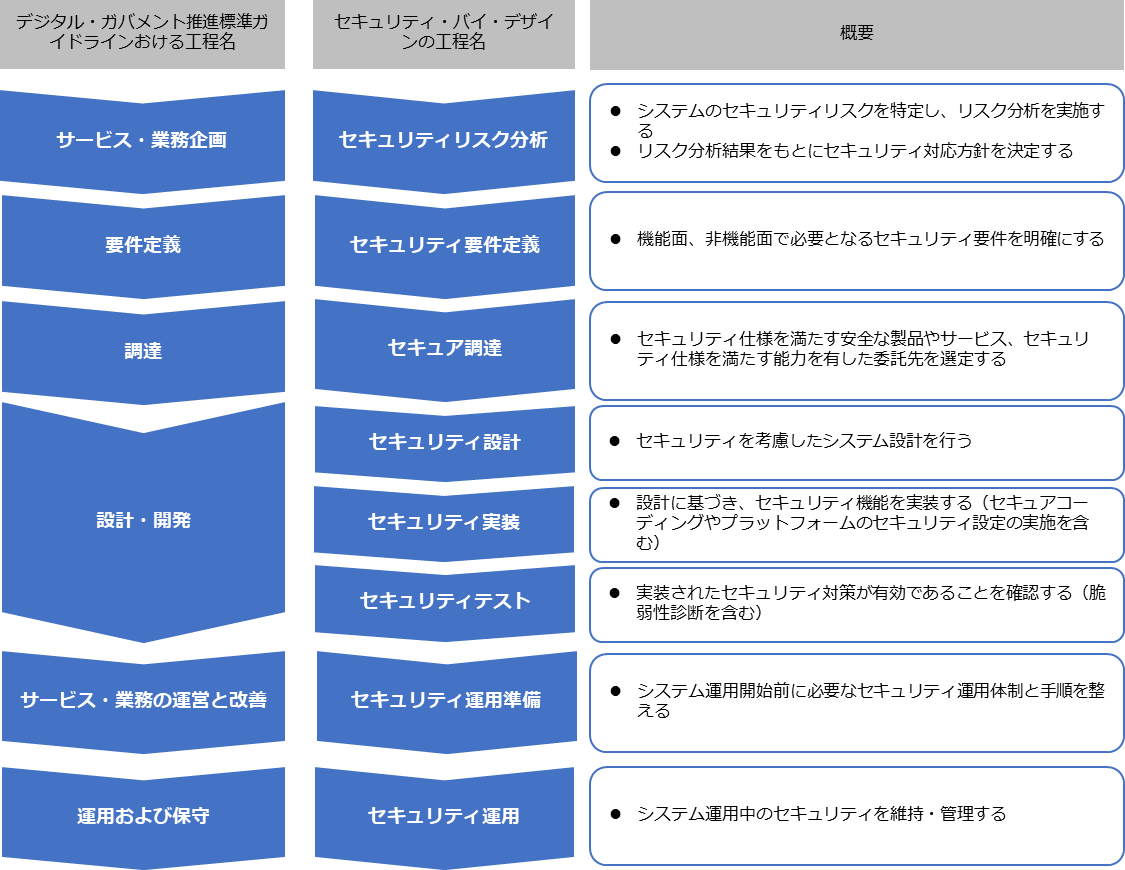 デジタル・ガバメント推進標準ガ
イドラインおける工程名
セキュリティ・バイ・デザイ
ンの工程名
概要
サービス・業務企画
セキュリティリスク分析
● システムのセキュリティリスクを特定し、リスク分析を実施す
る
● リスク分析結果をもとにセキュリティ対応方針を決定する
要件定義
セキュリティ要件定義
● 機能面、非機能面で必要となるセキュリティ要件を明確にする
調達
セキュア調達
● セキュリティ仕様を満たす安全な製品やサービス、セキュリ
ティ仕様を満たす能力を有した委託先を選定する
設計・開発
セキュリティ設計
● セキュリティを考慮したシステム設計を行う
セキュリティ実装
● 設計に基づき、セキュリティ機能を実装する（セキュアコー
ディングやプラットフォームのセキュリティ設定の実施を含
む）
セキュリティテスト
● 実装されたセキュリティ対策が有効であることを確認する（脆
弱性診断を含む）
サービス・業務の運営と改善
セキュリティ運用準備
● システム運用開始前に必要なセキュリティ運用体制と手順を整
える
運用および保守
セキュリティ運用
● システム運用中のセキュリティを維持・管理する